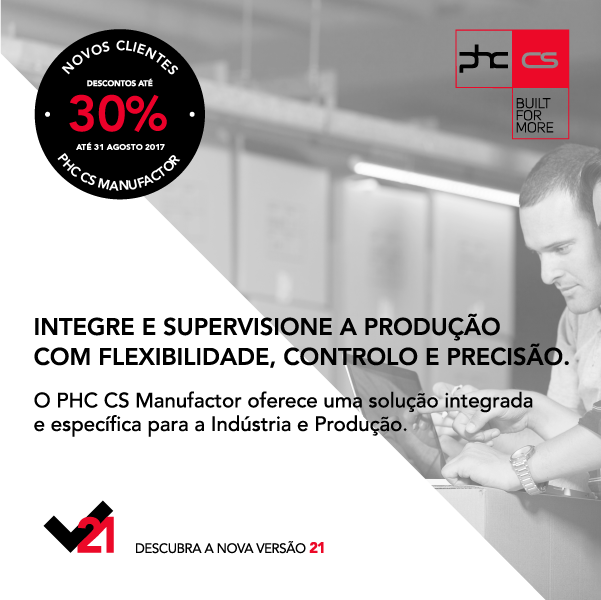 NOVOS CLIENTES
DESCONTOS ATÉ
30%
ATÉ 31 AGOSTO 2017
PHC CS MANUFACTOR
phc CS
BUILT
FOR
MORE
INTEGRE E SUPERVISIONE A PRODUÇÃO
COM FLEXIBILIDADE, CONTROLO E PRECISÃO.
O PHC CS Manufactor oferece uma solução integrada
e específica para a Indústria e Produção.
21
DESCUBRA A NOVA VERSÃO 21